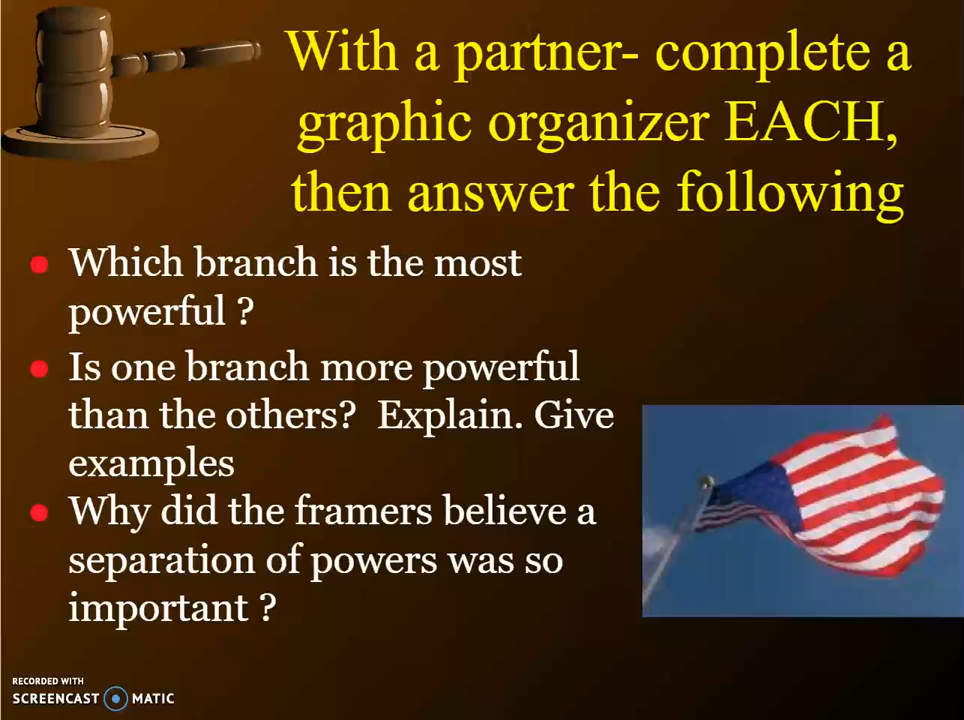 With a partner- complete a
graphic organizer EACH,
then answer the following
Which branch is the most
powerful ?
Is one branch more powerful
than the others?  Explain. Give
examples
Why did the framers believe a
separation of powers was so
important ?
RECORDED WITH
SCREENCAST MATIC